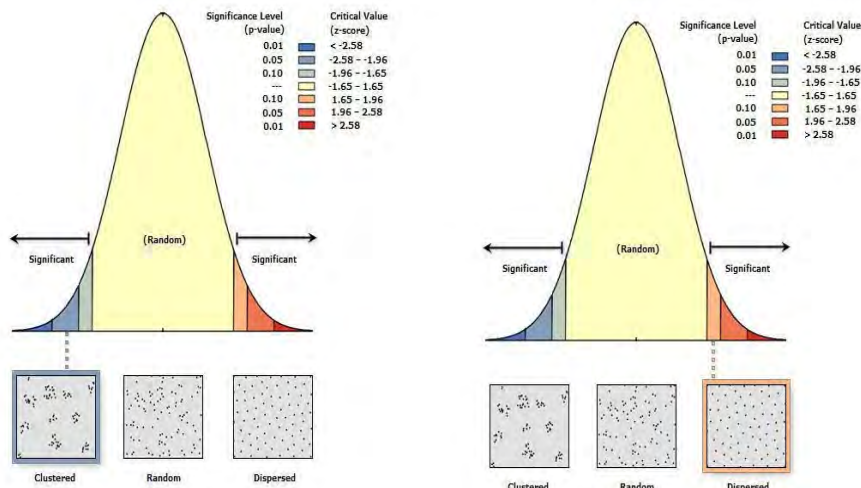 Significance Level Critical Value
(p-value) (z-score)
0.01 < -2.58
0.05 -2.58 – -1.96
0.10 -1.96 – -1.65
--- -1.65 – 1.65
0.10 1.65 – 1.96
0.05 1.96 – 2.58
0.01 > 2.58
(Random)
Significant Significant
Clustered Random Dispersed
Significance Level Critical Value
(p-value) (z-score)
0.01 < -2.58
0.05 -2.58 – -1.96
0.10 -1.96 – -1.65
--- -1.65 – 1.65
0.10 1.65 – 1.96
0.05 1.96 – 2.58
0.01 > 2.58
(Random)
Significant Significant
Clustered Random Dispersed